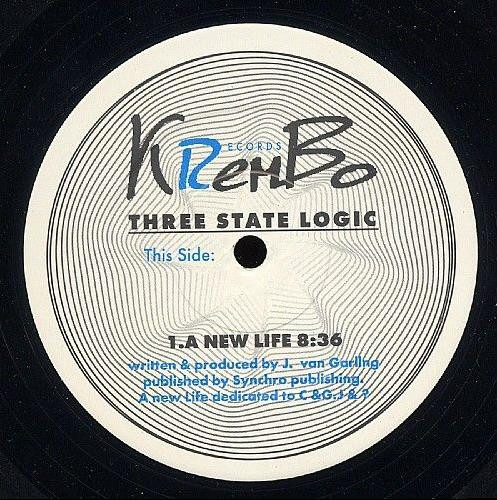 KRemBo
RECORDS
THREE STATE LOGIC
This Side:
1.A NEW LIFE 8:36
written & produced by J. van Garling
published by Synchro publishing.
A new Life dedicated to C &G.J & ?